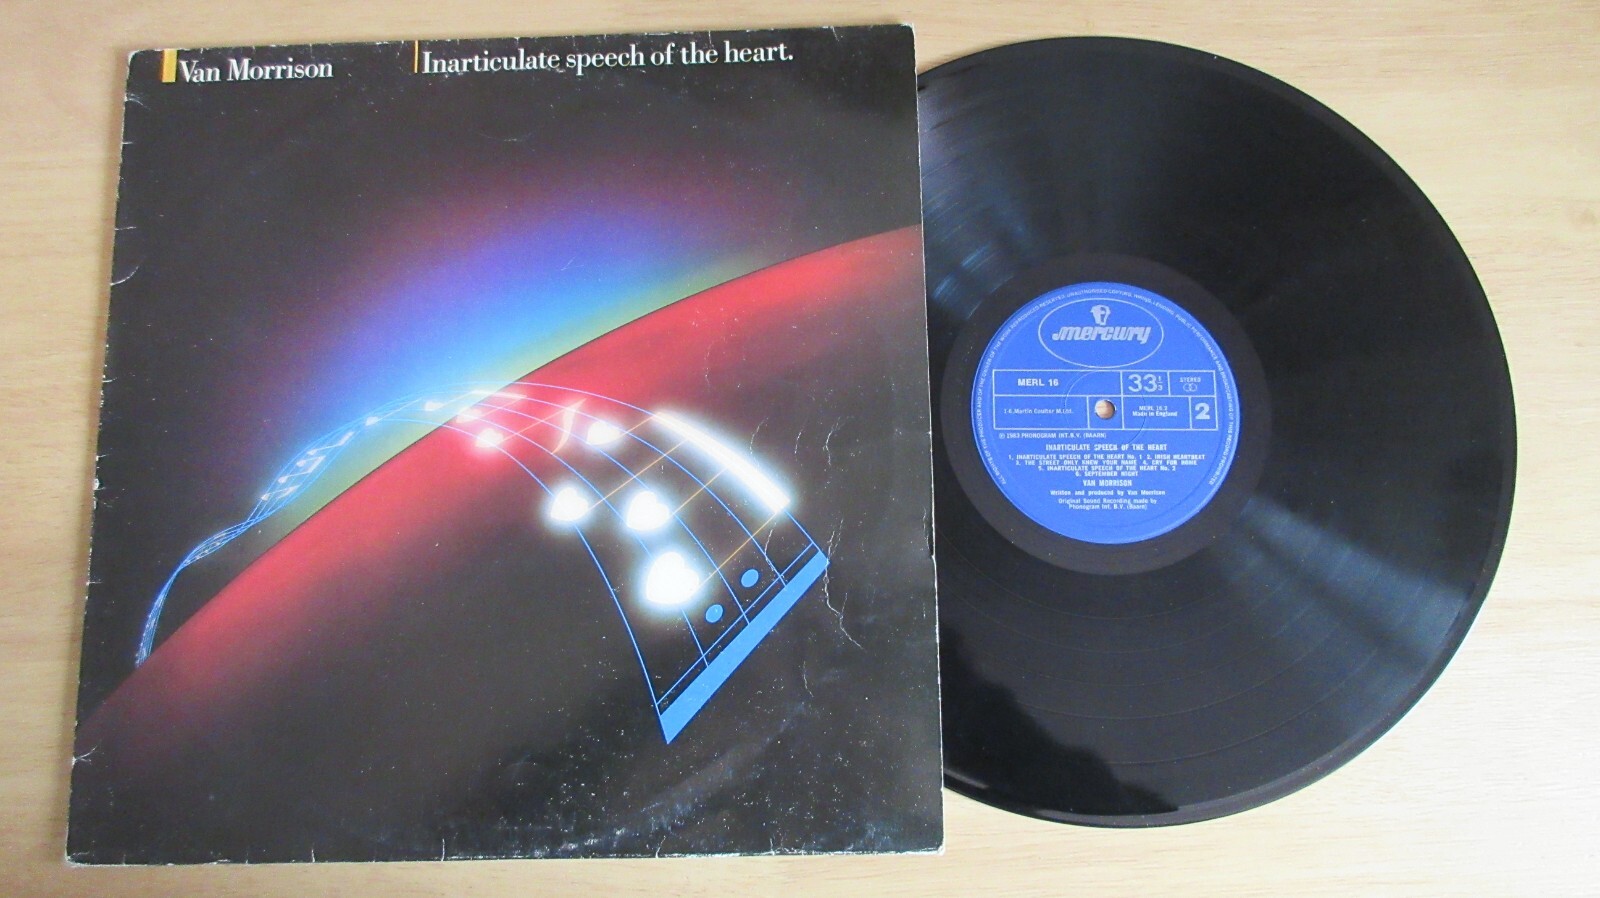 Van Morrison
Inarticulate speech of the heart.
mercury
MERL 16
33 1/3
STEREO
1-6, Martin Coulter M. Ltd.
MERL 16 2
Made in England
2
℗ 1983 PHONOGRAM INT. B.V. (BAARN)
INARTICULATE SPEECH OF THE HEART
1. INARTICULATE SPEECH OF THE HEART No. 1 2. IRISH HEARTBEAT
3. THE STREET ONLY KNEW YOUR NAME 4. CRY FOR HOME
5. INARTICULATE SPEECH OF THE HEART No. 2
6. SEPTEMBER NIGHT
VAN MORRISON
Written and produced by Van Morrison
Original Sound Recording made by
Phonogram Int. B.V. (Baarn)